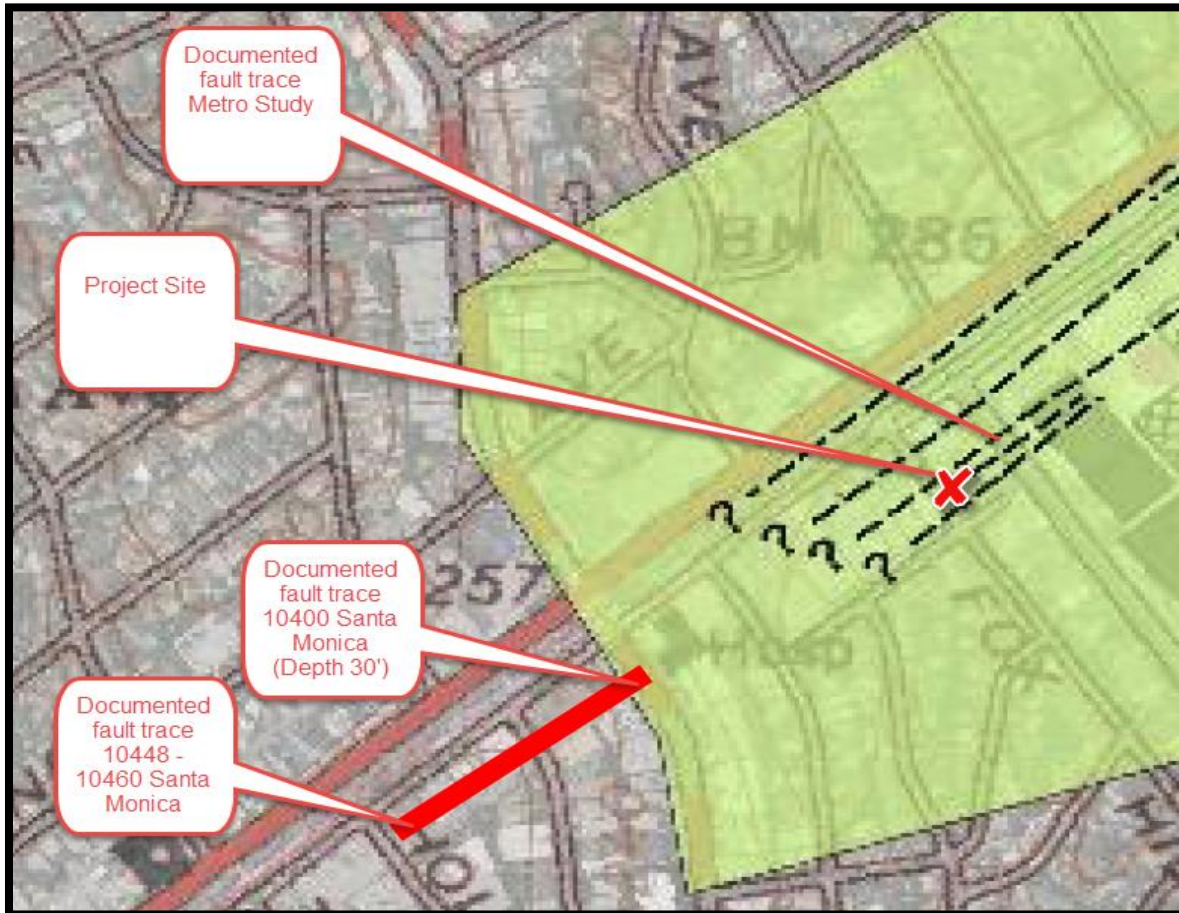 Documented
fault trace
Metro Study
AVE
BM 286
Project Site
?
?
?
?
Documented
fault trace
10400 Santa
Monica
(Depth 30')
257
FOX
Documented
fault trace
10448 -
10460 Santa
Monica